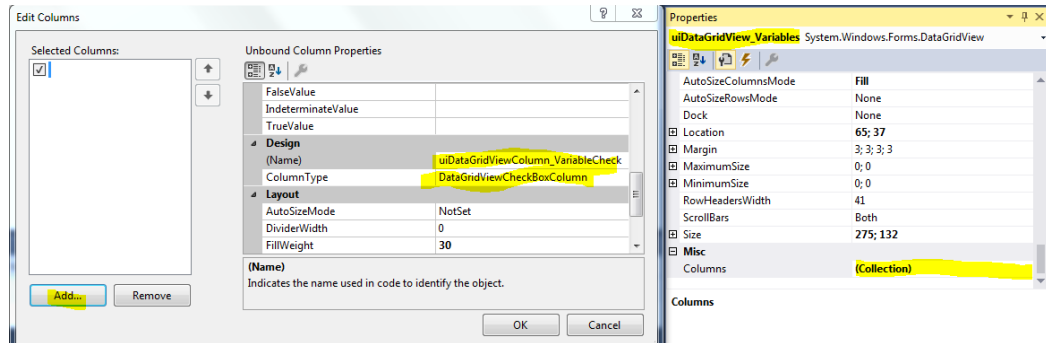 Edit Columns
Selected Columns:
Add...
Remove
Unbound Column Properties
FalseValue
IndeterminateValue
TrueValue
Design
(Name) uiDataGridViewColumn_VariableCheck
ColumnType DataGridViewCheckBoxColumn
Layout
AutoSizeMode NotSet
DividerWidth 0
FillWeight 30
(Name)
Indicates the name used in code to identify the object.
OK
Cancel
Properties
uiDataGridView_Variables System.Windows.Forms.DataGridView
AutoSizeColumnsMode Fill
AutoSizeRowsMode None
Dock None
Location 65; 37
Margin 3; 3; 3; 3
MaximumSize 0; 0
MinimumSize 0; 0
RowHeadersWidth 41
ScrollBars Both
Size 275; 132
Misc
Columns (Collection)
Columns